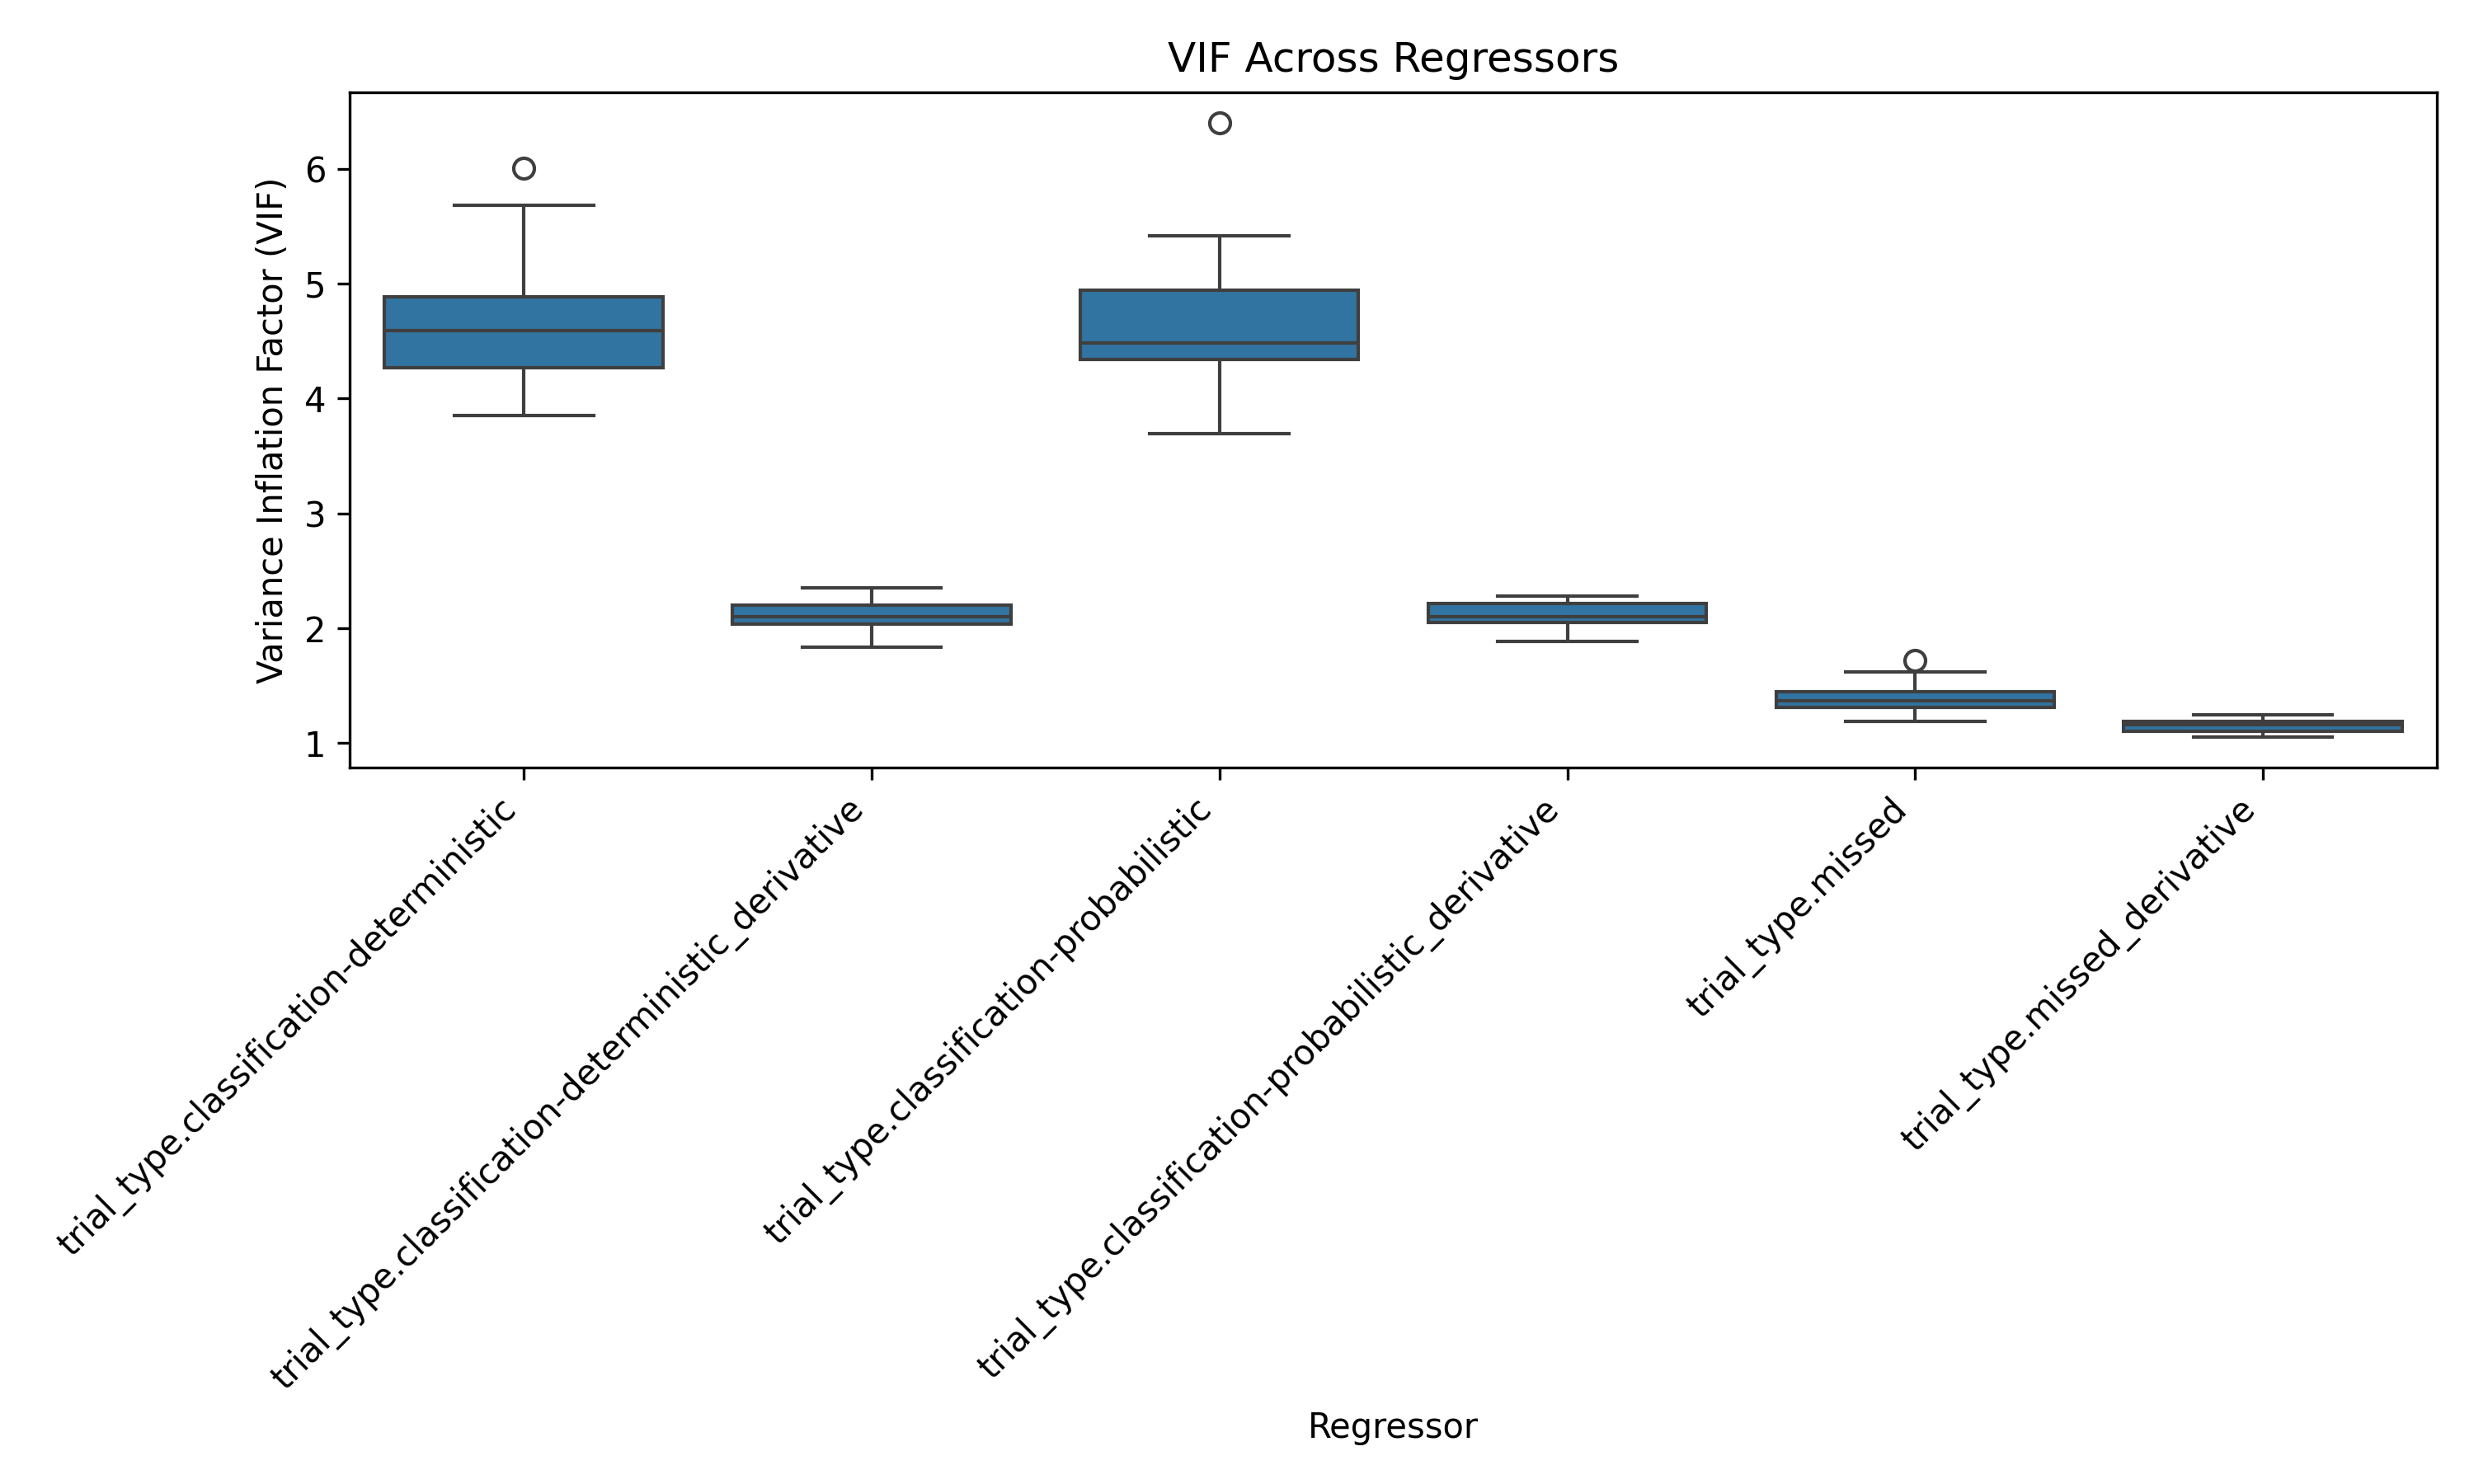 VIF Across Regressors
Variance Inflation Factor (VIF)
6
5
4
3
2
1
trial_type.classification-deterministic
trial_type.classification-deterministic_derivative
trial_type.classification-probabilistic
trial_type.classification-probabilistic_derivative
trial_type.missed
trial_type.missed_derivative
Regressor